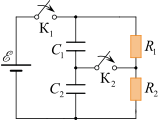 K₁
C₁
R₁
ℰ
K₂
C₂
R₂